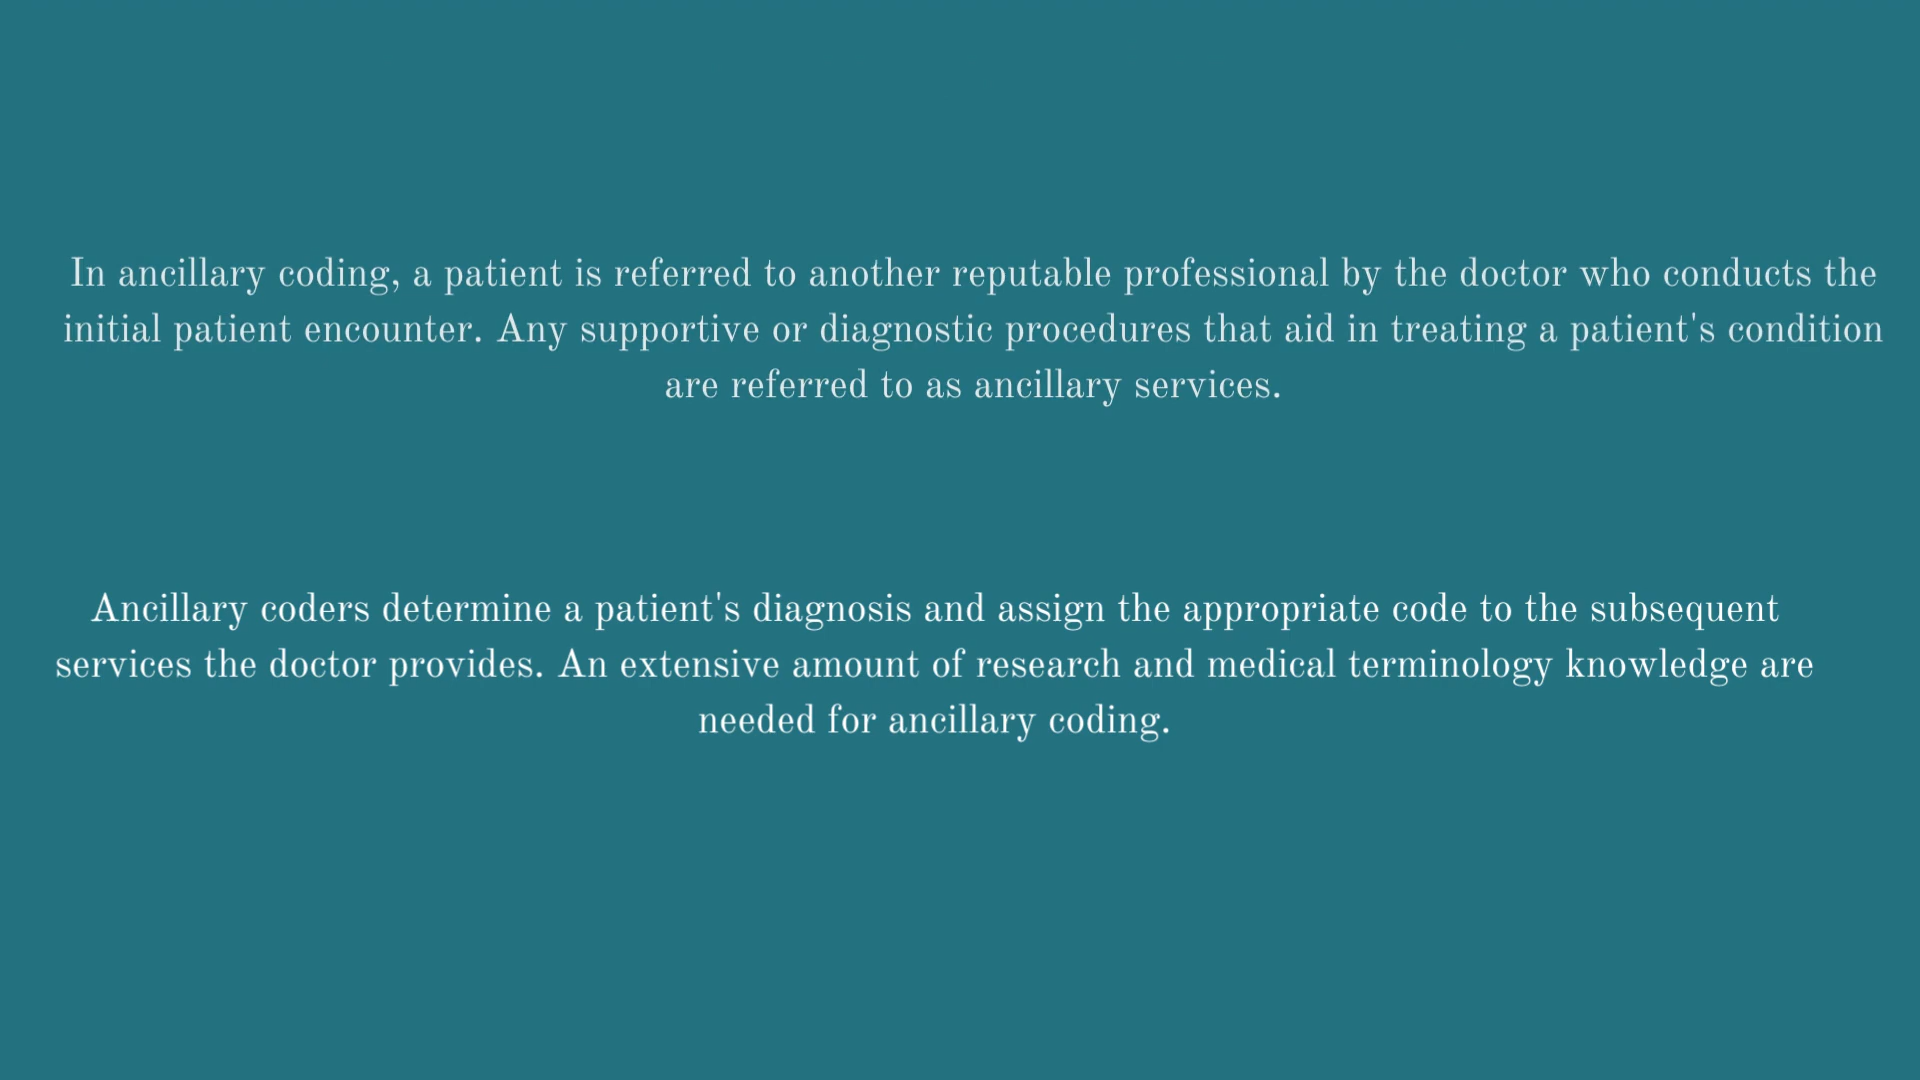 In ancillary coding, a patient is referred to another reputable professional by the doctor who conducts the
initial patient encounter. Any supportive or diagnostic procedures that aid in treating a patient's condition
are referred to as ancillary services.
Ancillary coders determine a patient's diagnosis and assign the appropriate code to the subsequent
services the doctor provides. An extensive amount of research and medical terminology knowledge are
needed for ancillary coding.